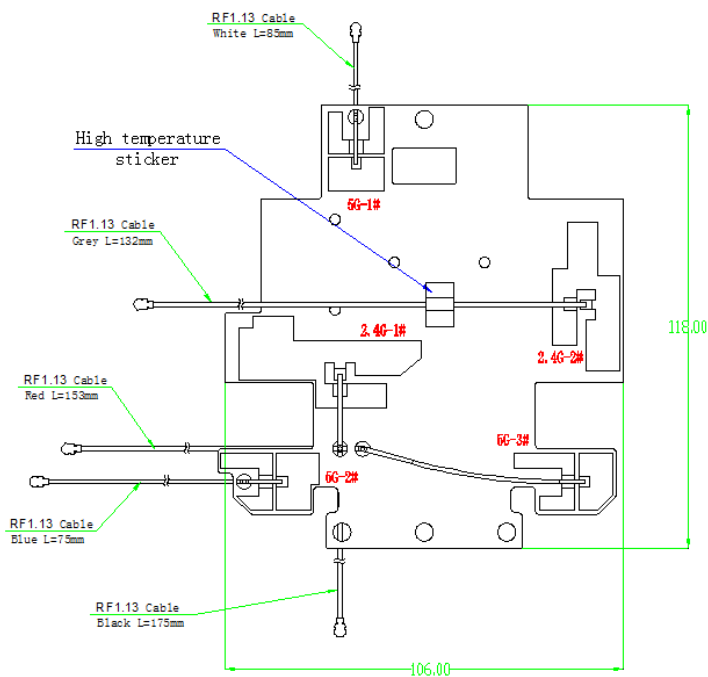 RF1.13 Cable
White L=85mm
High temperature
sticker
5G-1#
RF1.13 Cable
Grey L=132mm
2.4G-1#
118.00
2.4G-2#
RF1.13 Cable
Red L=153mm
5G-3#
5G-2#
RF1.13 Cable
Blue L=75mm
RF1.13 Cable
Black L=175mm
106.00